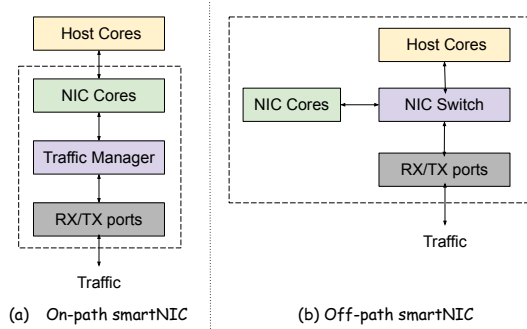 Host Cores
NIC Cores
Traffic Manager
RX/TX ports
Traffic
(a) On-path smartNIC
Host Cores
NIC Cores
NIC Switch
RX/TX ports
Traffic
(b) Off-path smartNIC